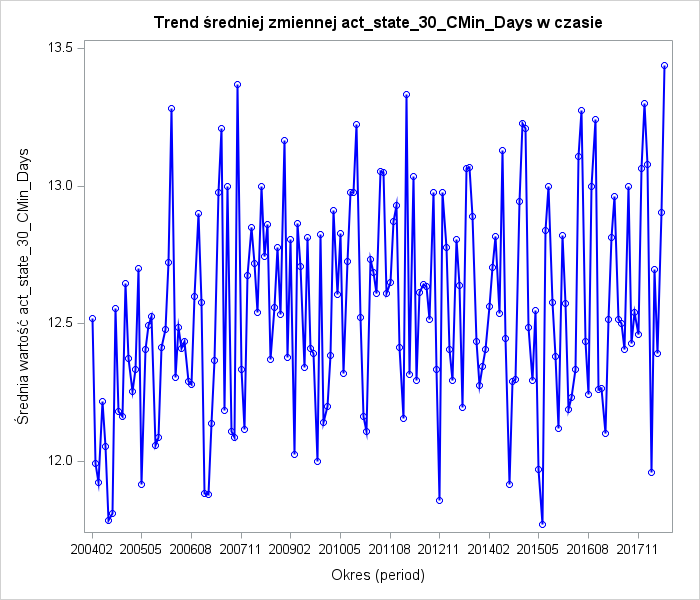 Trend średniej zmiennej act_state_30_CMin_Days w czasie
Średnia wartość act_state_30_CMin_Days
13.5
13.0
12.5
12.0
200402 200505 200608 200711 200902 201005 201108 201211 201402 201505 201608 201711
Okres (period)